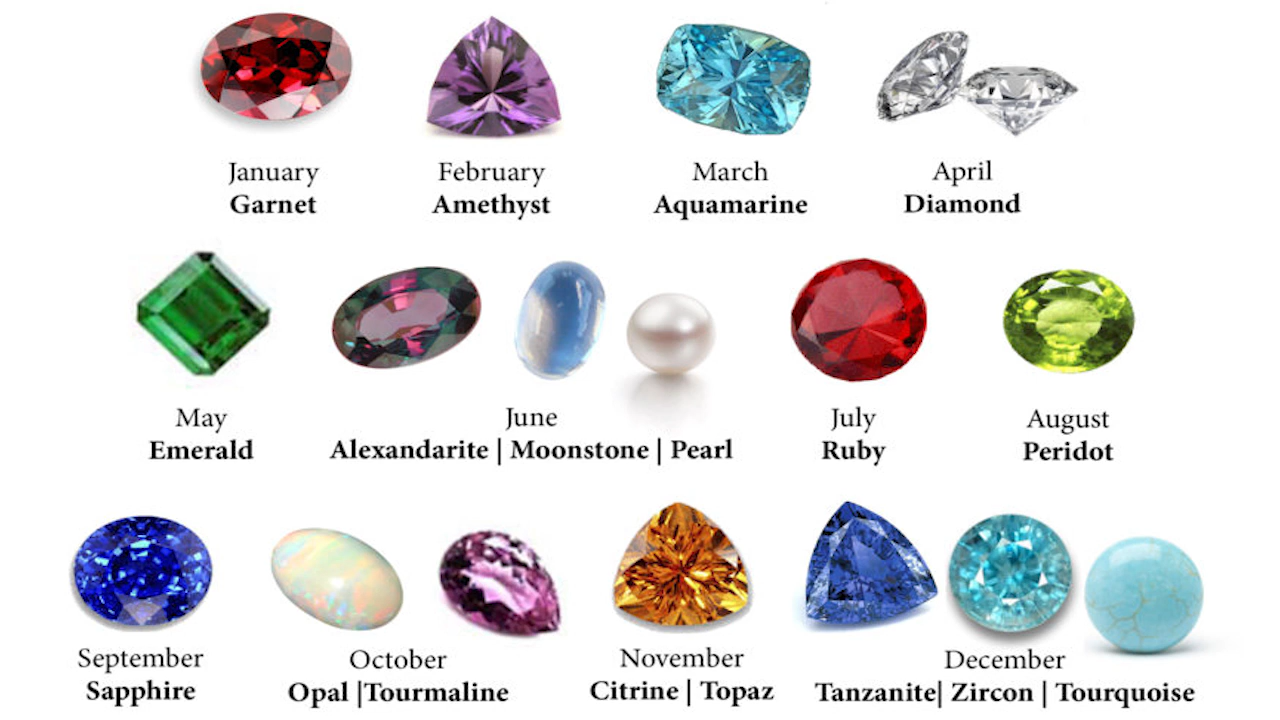 January
Garnet
February
Amethyst
March
Aquamarine
April
Diamond
May
Emerald
June
Alexandarite | Moonstone | Pearl
July
Ruby
August
Peridot
September
Sapphire
October
Opal |Tourmaline
November
Citrine | Topaz
December
Tanzanite| Zircon | Tourquoise